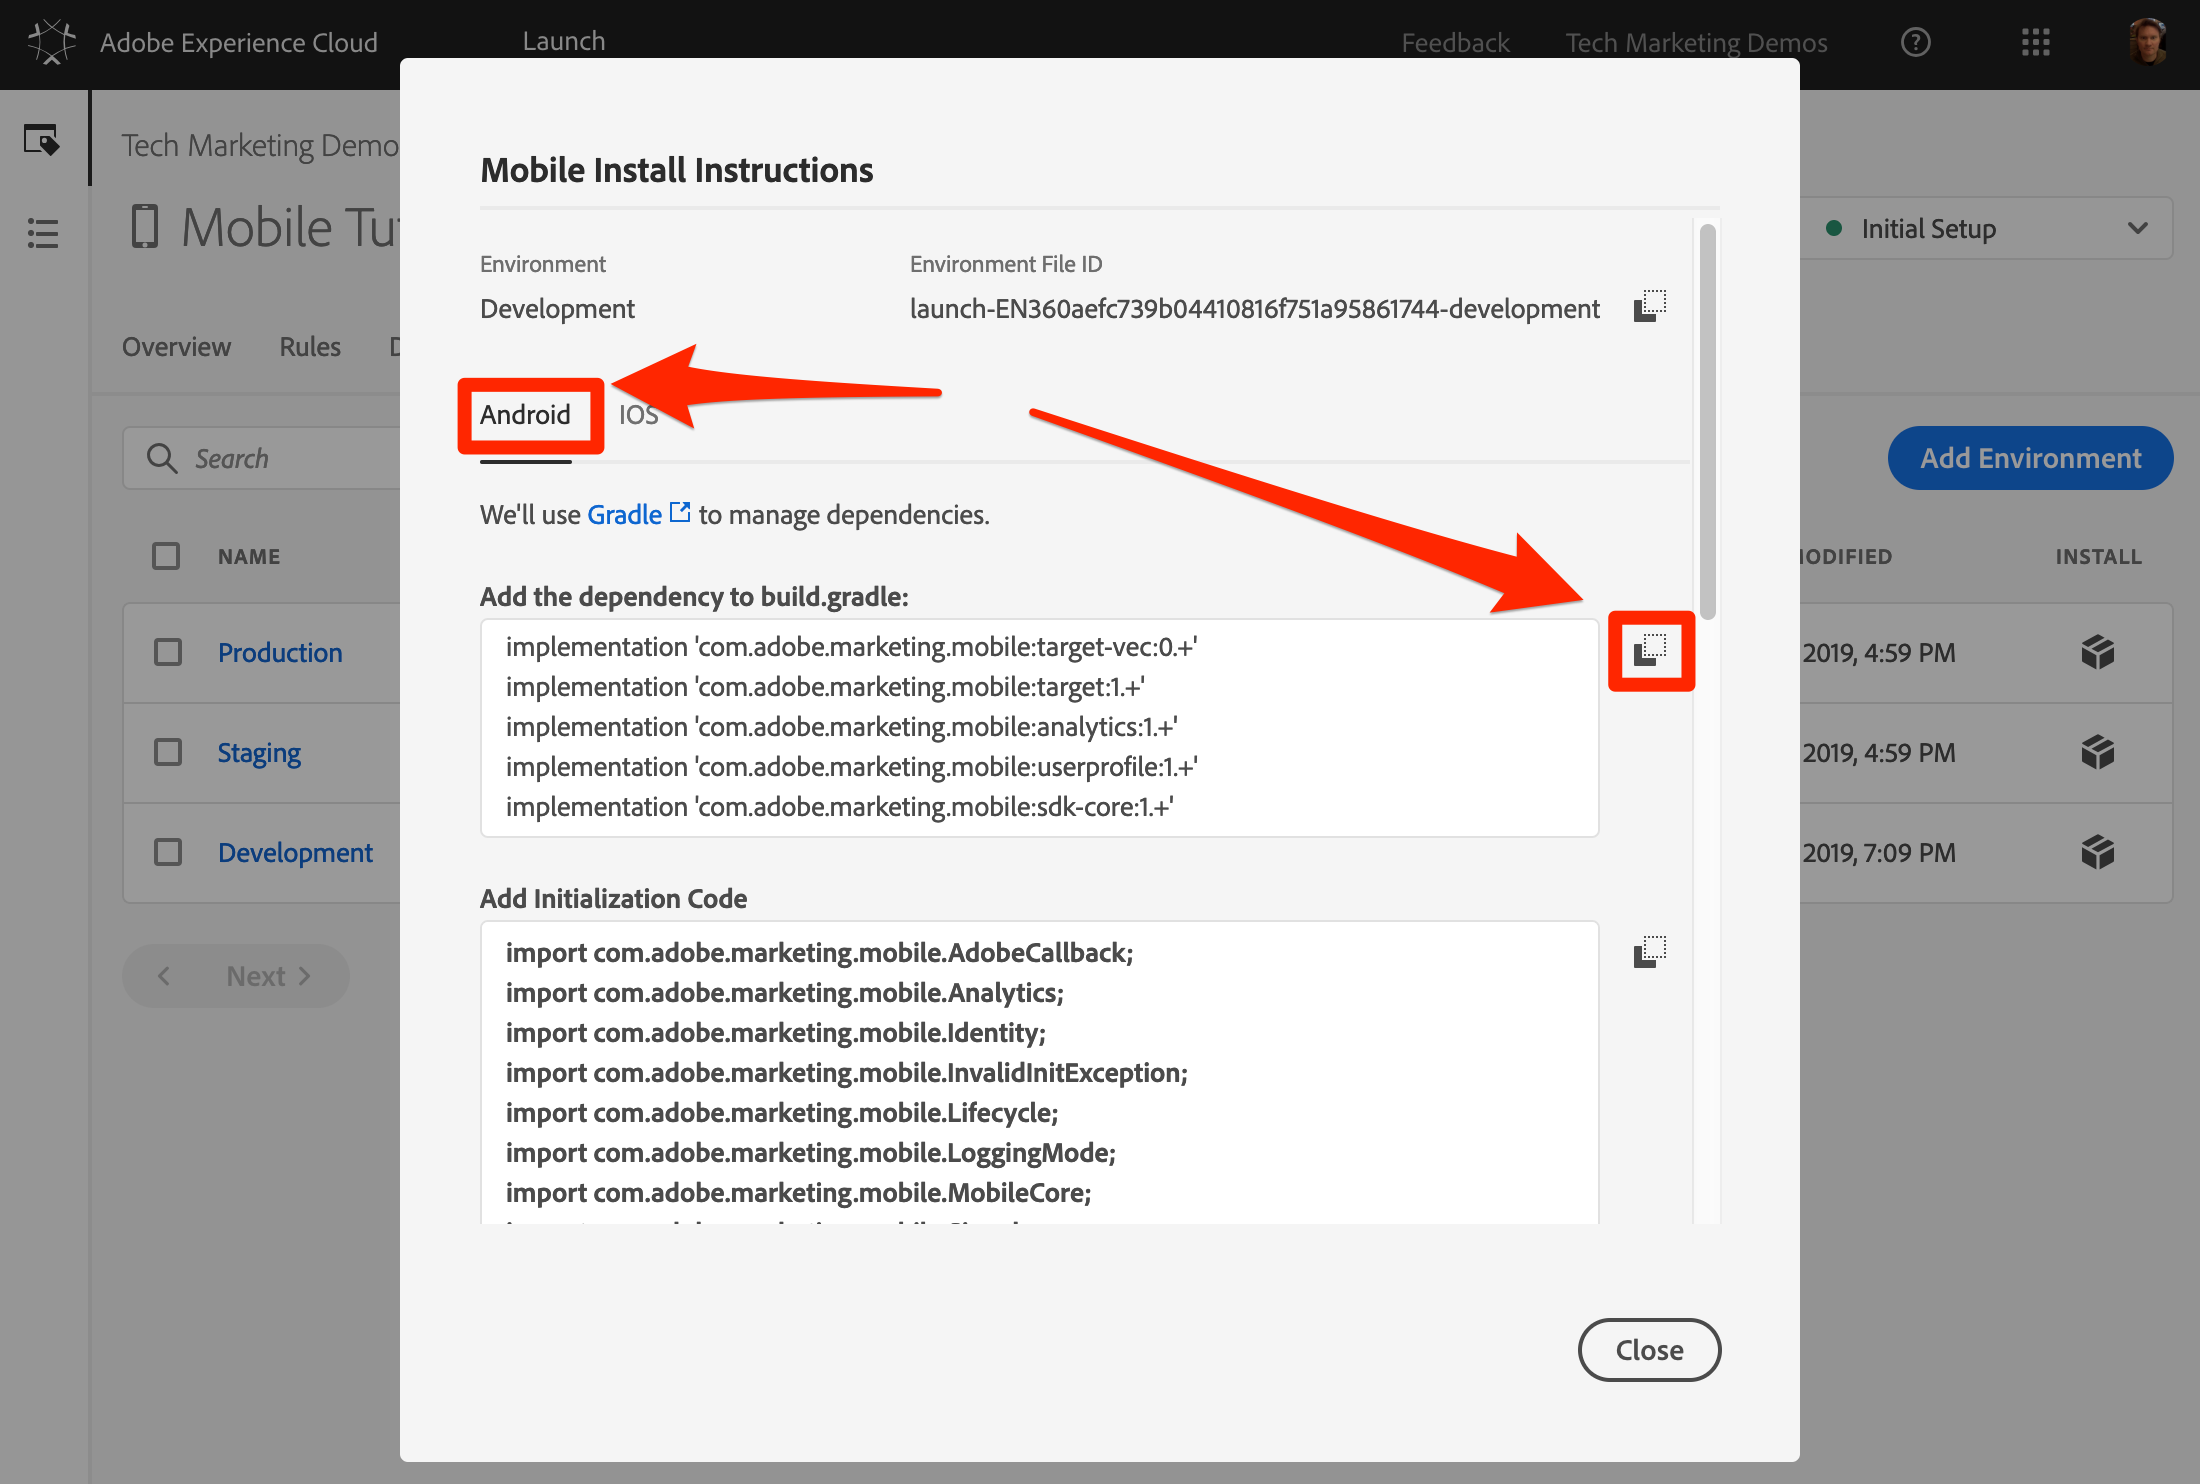 Adobe Experience Cloud
Launch
Feedback
Tech Marketing Demos
Tech Marketing Demo
Mobile Tu
Initial Setup
Overview
Rules
Search
Add Environment
NAME
MODIFIED
INSTALL
Production
2019, 4:59 PM
Staging
2019, 4:59 PM
Development
2019, 7:09 PM
Next
Mobile Install Instructions
Environment
Environment File ID
Development
launch-EN360aefc739b04410816f751a95861744-development
Android
IOS
We'll use Gradle to manage dependencies.
Add the dependency to build.gradle:
implementation 'com.adobe.marketing.mobile:target-vec:0.+'
implementation 'com.adobe.marketing.mobile:target:1.+'
implementation 'com.adobe.marketing.mobile:analytics:1.+'
implementation 'com.adobe.marketing.mobile:userprofile:1.+'
implementation 'com.adobe.marketing.mobile:sdk-core:1.+'
Add Initialization Code
import com.adobe.marketing.mobile.AdobeCallback;
import com.adobe.marketing.mobile.Analytics;
import com.adobe.marketing.mobile.Identity;
import com.adobe.marketing.mobile.InvalidInitException;
import com.adobe.marketing.mobile.Lifecycle;
import com.adobe.marketing.mobile.LoggingMode;
import com.adobe.marketing.mobile.MobileCore;
Close